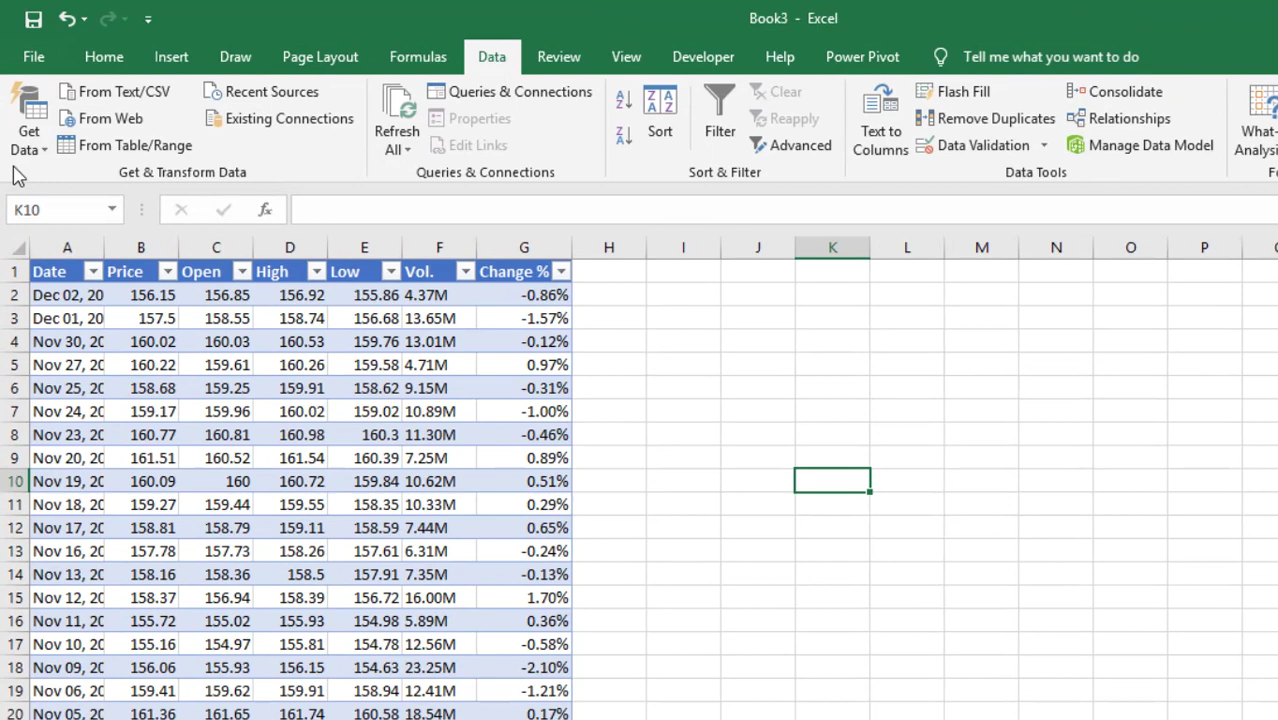 Book3 - Excel
File Home Insert Draw Page Layout Formulas Data Review View Developer Help Power Pivot Tell me what you want to do
From Text/CSV Recent Sources Queries & Connections Clear Flash Fill Consolidate
Get Data From Web Existing Connections Refresh All Properties Sort Filter Reapply Text to Columns Remove Duplicates Relationships
From Table/Range Edit Links Advanced Data Validation Manage Data Model
Get & Transform Data Queries & Connections Sort & Filter Data Tools
K10 fx
A B C D E F G H I J K L M N O P
1 Date Price Open High Low Vol. Change %
2 Dec 02, 20 156.15 156.85 156.92 155.86 4.37M -0.86%
3 Dec 01, 20 157.5 158.55 158.74 156.68 13.65M -1.57%
4 Nov 30, 20 160.02 160.03 160.53 159.76 13.01M -0.12%
5 Nov 27, 20 160.22 159.61 160.26 159.58 4.71M 0.97%
6 Nov 25, 20 158.68 159.25 159.91 158.62 9.15M -0.31%
7 Nov 24, 20 159.17 159.96 160.02 159.02 10.89M -1.00%
8 Nov 23, 20 160.77 160.81 160.98 160.3 11.30M -0.46%
9 Nov 20, 20 161.51 160.52 161.54 160.39 7.25M 0.89%
10 Nov 19, 20 160.09 160 160.72 159.84 10.62M 0.51%
11 Nov 18, 20 159.27 159.44 159.55 158.35 10.33M 0.29%
12 Nov 17, 20 158.81 158.79 159.11 158.59 7.44M 0.65%
13 Nov 16, 20 157.78 157.73 158.26 157.61 6.31M -0.24%
14 Nov 13, 20 158.16 158.36 158.5 157.91 7.35M -0.13%
15 Nov 12, 20 158.37 156.94 158.39 156.72 16.00M 1.70%
16 Nov 11, 20 155.72 155.02 155.93 154.98 5.89M 0.36%
17 Nov 10, 20 155.16 154.97 155.81 154.78 12.56M -0.58%
18 Nov 09, 20 156.06 155.93 156.15 154.63 23.25M -2.10%
19 Nov 06, 20 159.41 159.62 159.91 158.94 12.41M -1.21%
20 Nov 05, 20 161.36 161.65 161.74 160.58 18.54M 0.17%